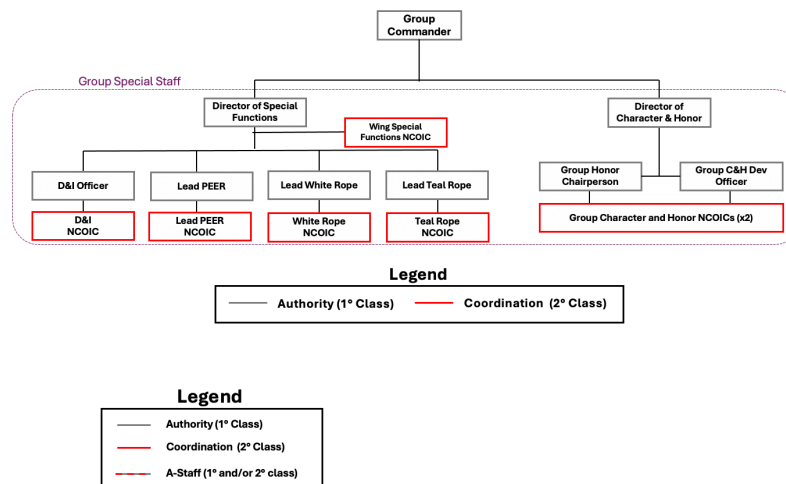 Group
Commander
Group Special Staff
Director of Special
Functions
Wing Special
Functions NCOIC
Director of
Character & Honor
D&I Officer
Lead PEER
Lead White Rope
Lead Teal Rope
Group Honor
Chairperson
Group C&H Dev
Officer
D&I
NCOIC
Lead PEER
NCOIC
White Rope
NCOIC
Teal Rope
NCOIC
Group Character and Honor NCOICs (x2)
Legend
Authority (1° Class)
Coordination (2° Class)
Legend
Authority (1° Class)
Coordination (2° Class)
A-Staff (1° and/or 2° class)